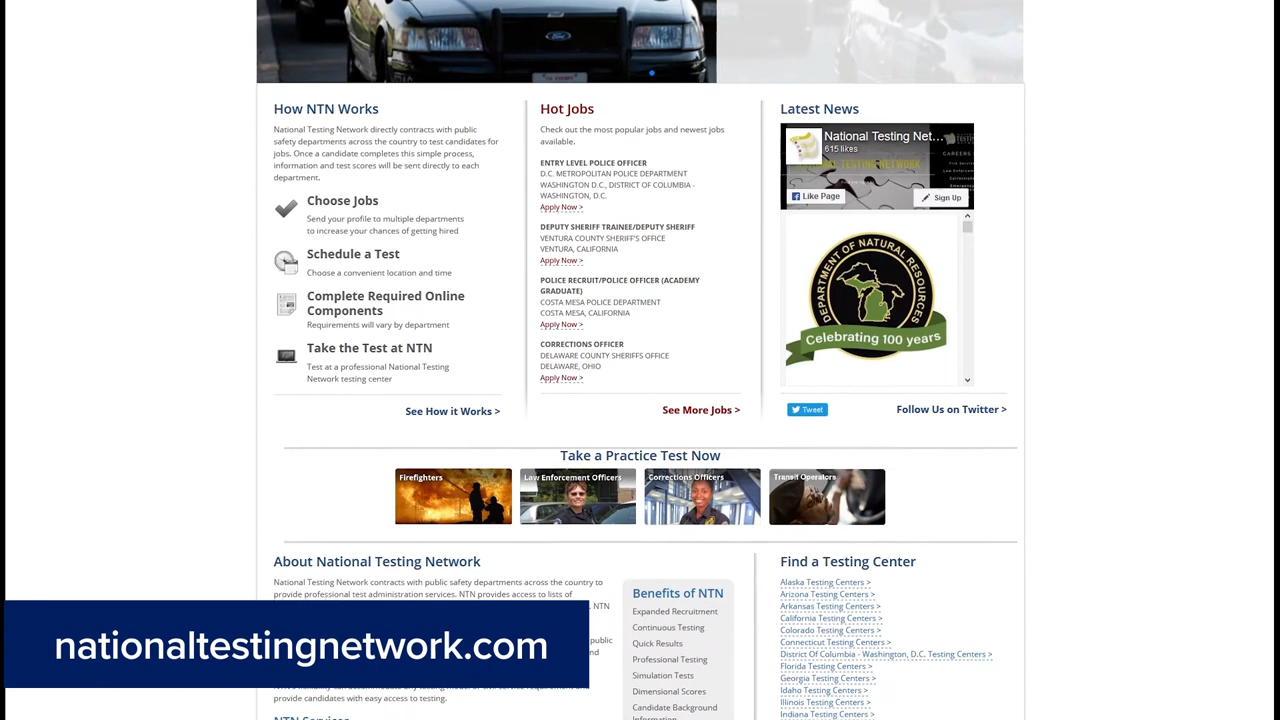 Ford
How NTN Works
National Testing Network directly contracts with public
safety departments across the country to test candidates for
jobs. Once a candidate completes this simple process,
information and test scores will be sent directly to each
department.
Choose Jobs
Send your profile to multiple departments
to increase your chances of getting hired
Schedule a Test
Choose a convenient location and time
Complete Required Online
Components
Requirements will vary by department
Take the Test at NTN
Test at a professional National Testing
Network testing center
See How it Works >
Hot Jobs
Check out the most popular jobs and newest jobs
available.
ENTRY LEVEL POLICE OFFICER
D.C. METROPOLITAN POLICE DEPARTMENT
WASHINGTON D.C., DISTRICT OF COLUMBIA -
WASHINGTON, D.C.
Apply Now >
DEPUTY SHERIFF TRAINEE/DEPUTY SHERIFF
VENTURA COUNTY SHERIFF'S OFFICE
VENTURA, CALIFORNIA
Apply Now >
POLICE RECRUIT/POLICE OFFICER (ACADEMY
GRADUATE)
COSTA MESA POLICE DEPARTMENT
COSTA MESA, CALIFORNIA
Apply Now >
CORRECTIONS OFFICER
DELAWARE COUNTY SHERIFFS OFFICE
DELAWARE, OHIO
Apply Now >
See More Jobs >
Latest News
National Testing Net...
615 likes
Like Page
Sign Up
DEPARTMENT OF NATURAL RESOURCES
Celebrating 100 years
Tweet
Follow Us on Twitter >
Take a Practice Test Now
Firefighters
Law Enforcement Officers
Corrections Officers
Transit Operators
About National Testing Network
National Testing Network contracts with public safety departments across the country to
provide professional test administration services. NTN provides access to lists of
NTN
public
nd
provide candidates with easy access to testing.
NTN Services
Benefits of NTN
Expanded Recruitment
Continuous Testing
Quick Results
Professional Testing
Simulation Tests
Dimensional Scores
Candidate Background
Information
Find a Testing Center
Alaska Testing Centers >
Arizona Testing Centers >
Arkansas Testing Centers >
California Testing Centers >
Colorado Testing Centers >
Connecticut Testing Centers >
District Of Columbia - Washington, D.C. Testing Centers >
Florida Testing Centers >
Georgia Testing Centers >
Idaho Testing Centers >
Illinois Testing Centers >
Indiana Testing Centers >
nationaltestingnetwork.com